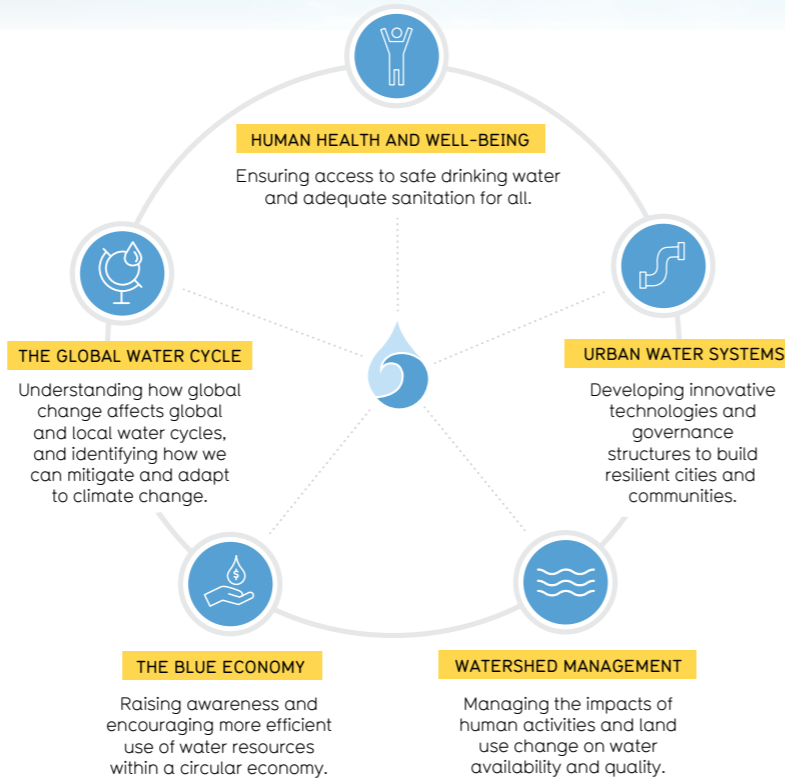 HUMAN HEALTH AND WELL-BEING
Ensuring access to safe drinking water
and adequate sanitation for all.
THE GLOBAL WATER CYCLE
Understanding how global
change affects global
and local water cycles,
and identifying how we
can mitigate and adapt
to climate change.
URBAN WATER SYSTEMS
Developing innovative
technologies and
governance
structures to build
resilient cities and
communities.
$
THE BLUE ECONOMY
Raising awareness and
encouraging more efficient
use of water resources
within a circular economy.
WATERSHED MANAGEMENT
Managing the impacts of
human activities and land
use change on water
availability and quality.